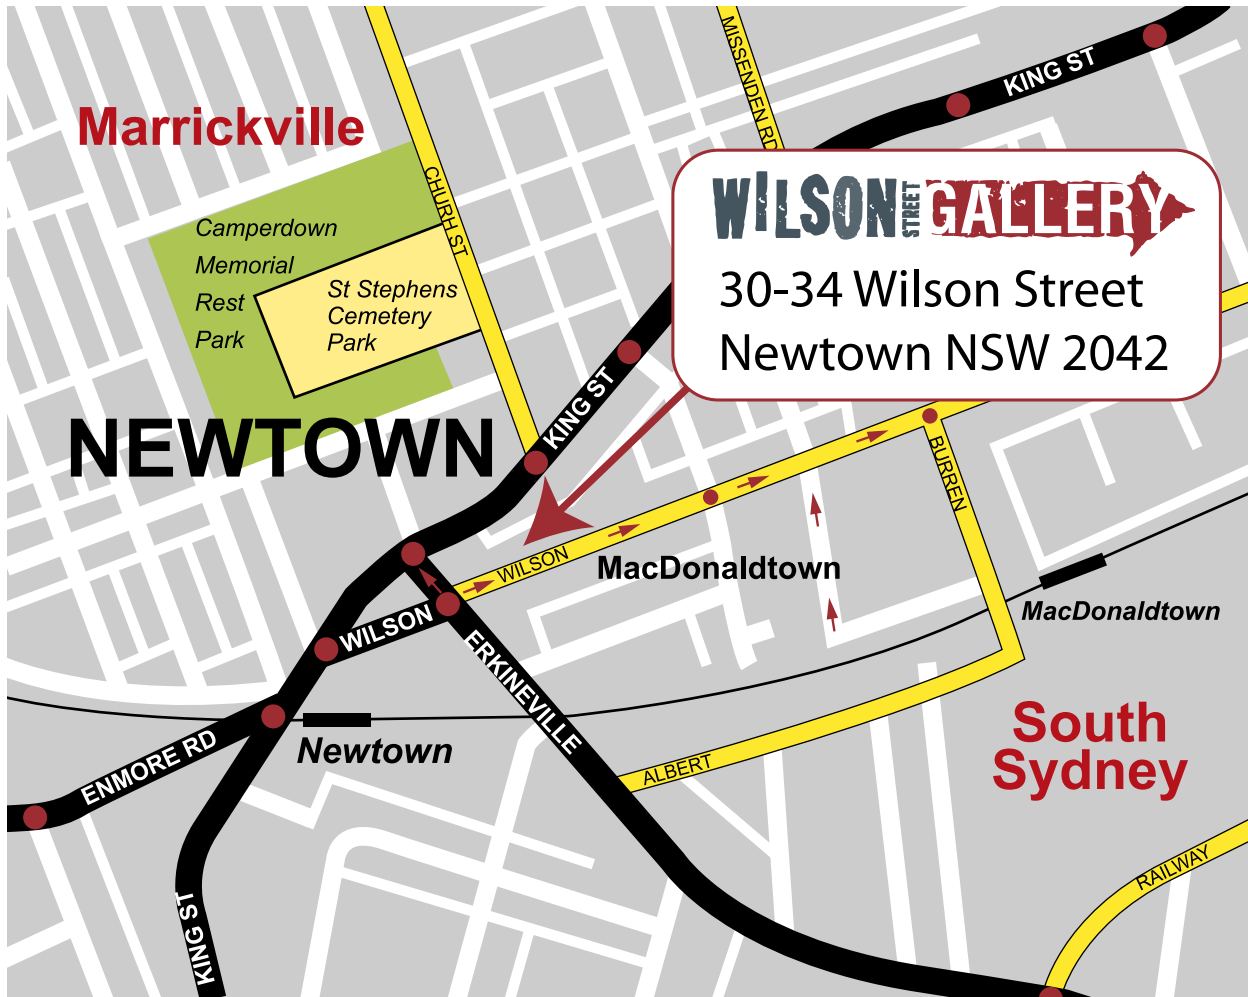 MISSENDEN RD
KING ST
Marrickville
CHURH ST
WILSON STREET GALLERY
30-34 Wilson Street
Newtown NSW 2042
Camperdown
Memorial
Rest
Park
St Stephens
Cemetery
Park
KING ST
NEWTOWN
BURREN
WILSON
MacDonaldtown
MacDonaldtown
WILSON
ERKINEVILLE
South
Sydney
Newtown
ENMORE RD
ALBERT
RAILWAY
KING ST